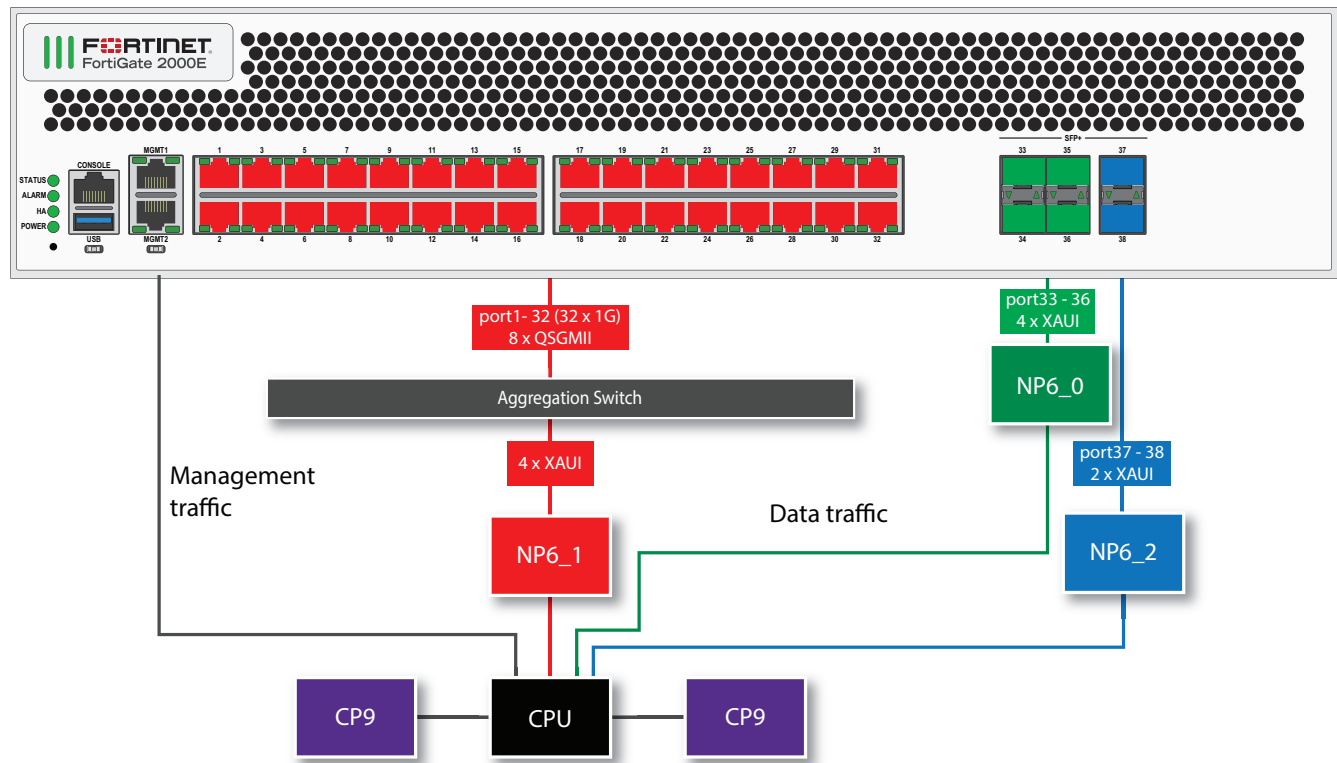 FORTINET
FortiGate 2000E
SFP+
CONSOLE
MGMT1
1 3 5 7 9 11 13 15
17 19 21 23 25 27 29 31
33 35 37
STATUS
ALARM
HA
POWER
USB
MGMT2
2 4 6 8 10 12 14 16
18 20 22 24 26 28 30 32
34 36 38
port1- 32 (32 x 1G)
8 x QSGMII
port33 - 36
4 x XAUI
Aggregation Switch
NP6_0
4 x XAUI
port37 - 38
2 x XAUI
Management
traffic
Data traffic
NP6_1
NP6_2
CP9
CPU
CP9